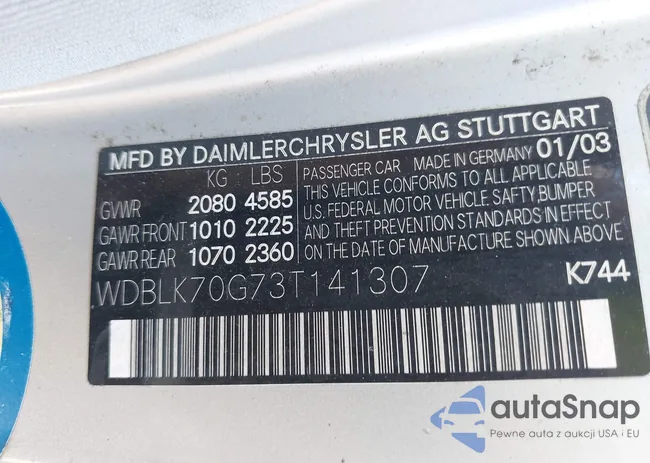 MFD BY DAIMLERCHRYSLER AG STUTTGART
KG LBS
GVWR 2080 4585
GAWR FRONT 1010 2225
GAWR REAR 1070 2360
PASSENGER CAR MADE IN GERMANY 01/03
THIS VEHICLE CONFORMS TO ALL APPLICABLE
U.S. FEDERAL MOTOR VEHICLE SAFTY, BUMPER
AND THEFT PREVENTION STANDARDS IN EFFECT
ON THE DATE OF MANUFACTURE SHOWN ABOVE
WDBLK70G73T141307 K744
autaSnap
Pewne auta z aukcji USA i EU